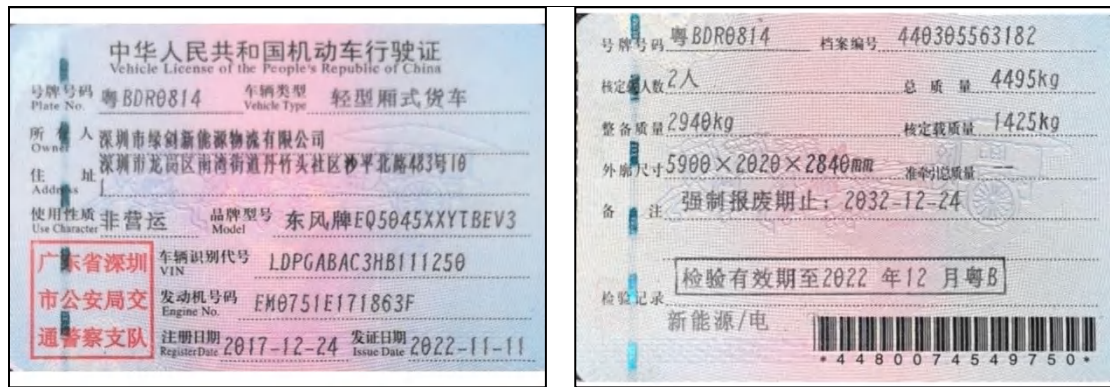 中华人民共和国机动车行驶证
Vehicle License of the People's Republic of China
号牌号码 粤BDR0814 车辆类型 轻型厢式货车
Plate No. Vehicle Type
所有人 深圳市绿剑新能源物流有限公司
Owner
住址 深圳市龙岗区南湾街道丹竹头社区沙平北路483号10
Address 1
使用性质 非营运 品牌型号 东风牌EQ5045XXYTBEV3
Use Character Model
广东省深圳
市公安局交
通警察支队
车辆识别代号 LDPGABAC3HB111250
VIN
发动机号码 EM0751E171863F
Engine No.
注册日期 2017-12-24 发证日期 2022-11-11
Register Date Issue Date
号牌号码 粤BDR0814 档案编号 440305563182
核定载人数 2人 总质量 4495kg
整备质量 2940kg 核定载质量 1425kg
外廓尺寸 5900×2020×2840mm 准牵引总质量 —
备注 强制报废期止：2032-12-24
检验记录 检验有效期至2022 年12 月粤B
新能源/电
*4480074549750*